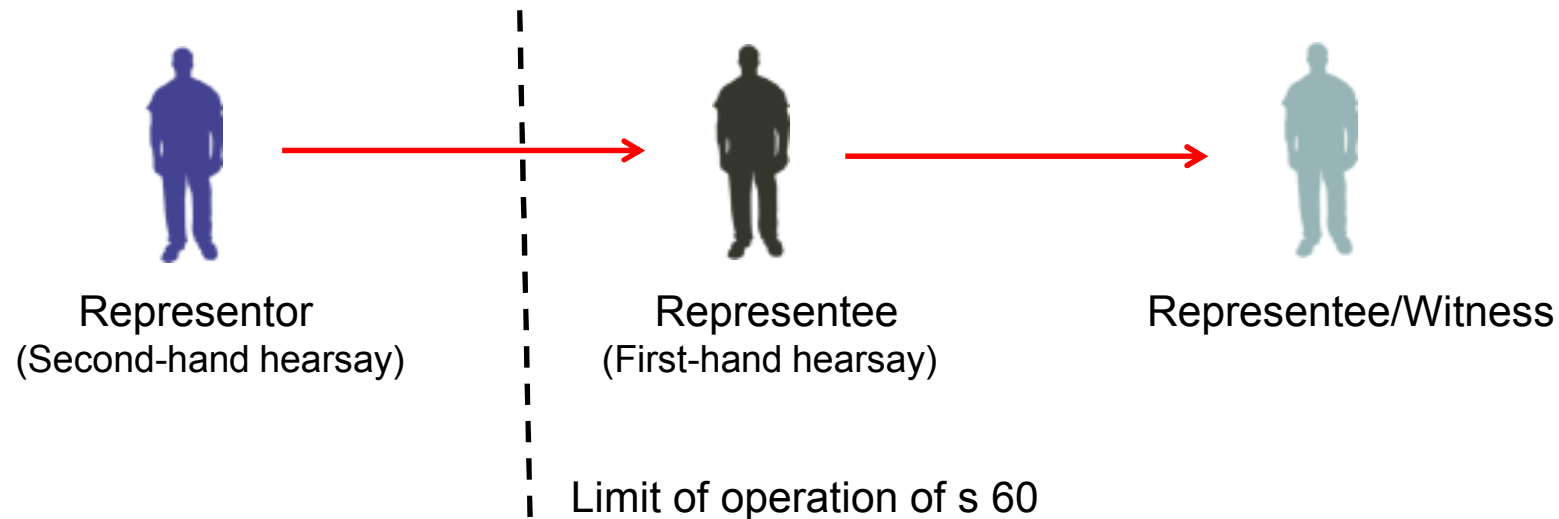 Representor
(Second-hand hearsay)
Representee
(First-hand hearsay)
Representee/Witness
Limit of operation of s 60